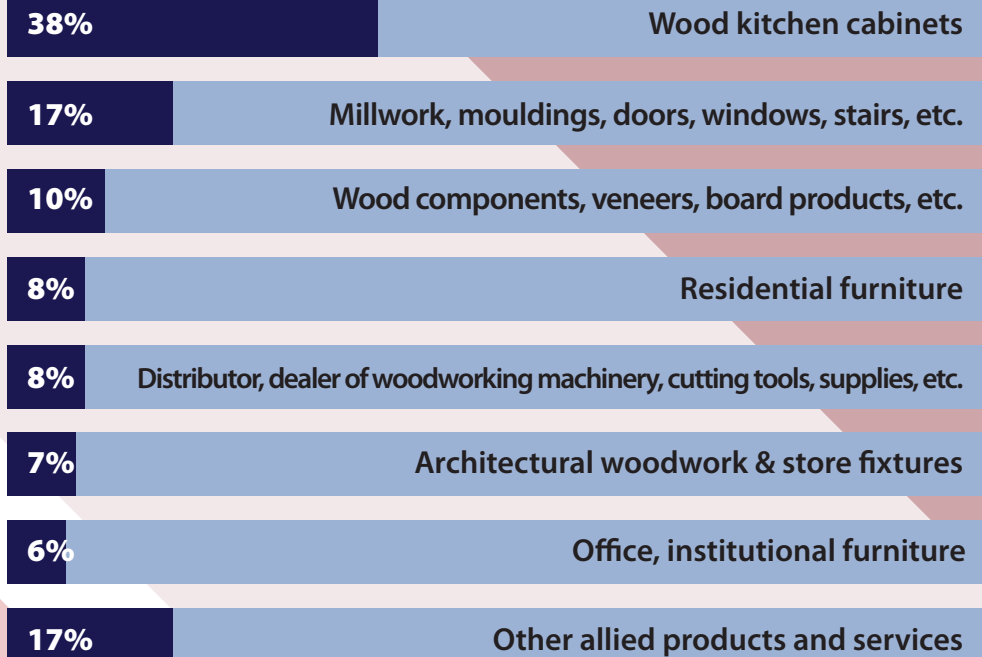 38% Wood kitchen cabinets
17% Millwork, mouldings, doors, windows, stairs, etc.
10% Wood components, veneers, board products, etc.
8% Residential furniture
8% Distributor, dealer of woodworking machinery, cutting tools, supplies, etc.
7% Architectural woodwork & store fixtures
6% Office, institutional furniture
17% Other allied products and services